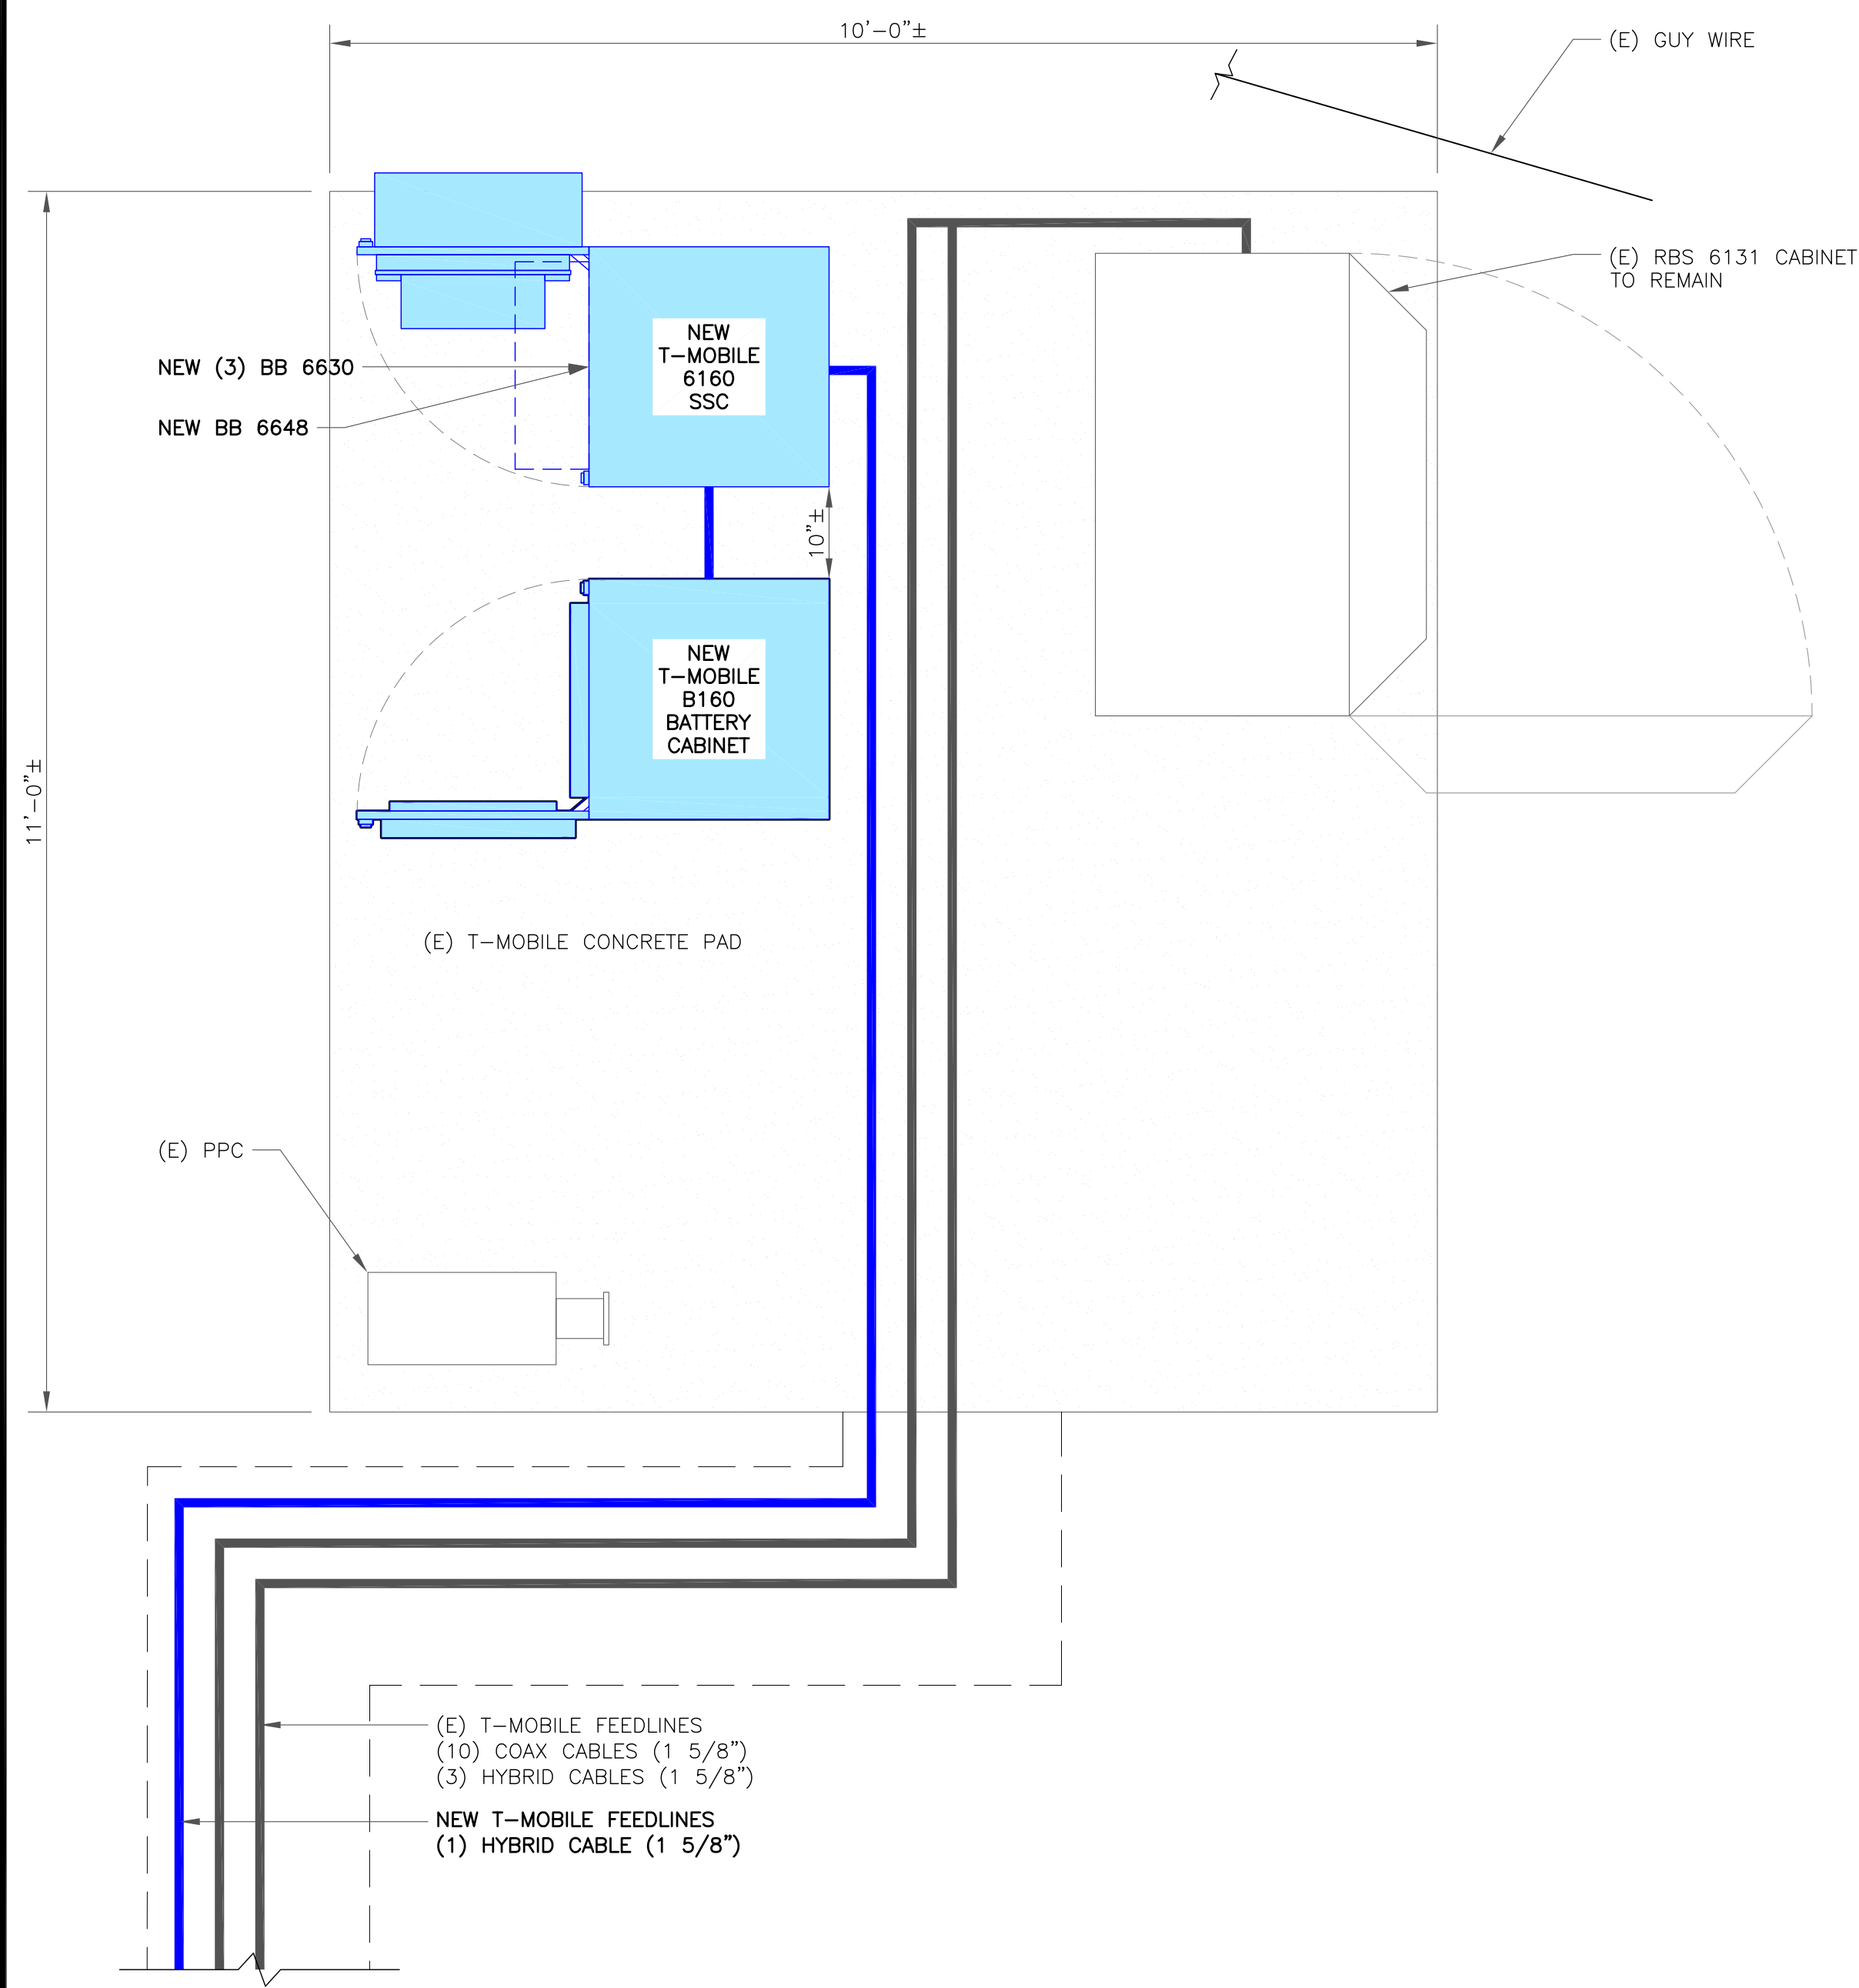 10'-0"±
(E) GUY WIRE
(E) RBS 6131 CABINET
TO REMAIN
NEW
T-MOBILE
6160
SSC
NEW (3) BB 6630
NEW BB 6648
10"±
NEW
T-MOBILE
B160
BATTERY
CABINET
11'-0"±
(E) T-MOBILE CONCRETE PAD
(E) PPC
(E) T-MOBILE FEEDLINES
(10) COAX CABLES (1 5/8")
(3) HYBRID CABLES (1 5/8")
NEW T-MOBILE FEEDLINES
(1) HYBRID CABLE (1 5/8")